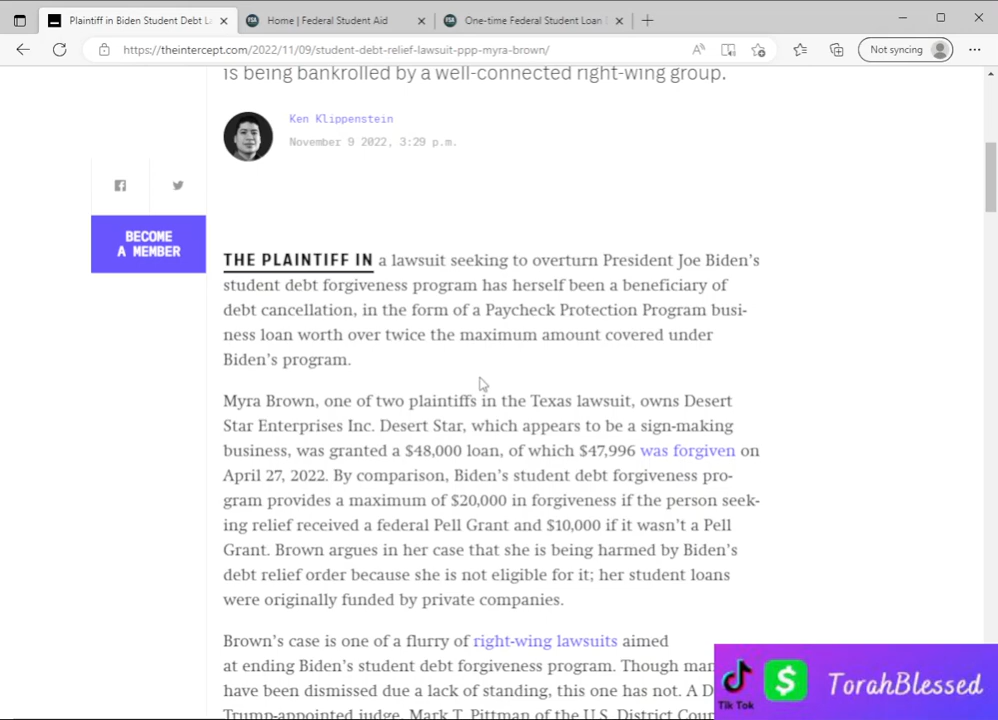 Plaintiff in Biden Student Debt L
Home | Federal Student Aid
One-time Federal Student Loan
https://theintercept.com/2022/11/09/student-debt-relief-lawsuit-ppp-myra-brown/
Not syncing
is being bankrolled by a well-connected right-wing group.
Ken Klippenstein
November 9 2022, 3:29 p.m.
BECOME
A MEMBER
THE PLAINTIFF IN a lawsuit seeking to overturn President Joe Biden's
student debt forgiveness program has herself been a beneficiary of
debt cancellation, in the form of a Paycheck Protection Program busi-
ness loan worth over twice the maximum amount covered under
Biden's program.
Myra Brown, one of two plaintiffs in the Texas lawsuit, owns Desert
Star Enterprises Inc. Desert Star, which appears to be a sign-making
business, was granted a $48,000 loan, of which $47,996 was forgiven on
April 27, 2022. By comparison, Biden's student debt forgiveness pro-
gram provides a maximum of $20,000 in forgiveness if the person seek-
ing relief received a federal Pell Grant and $10,000 if it wasn't a Pell
Grant. Brown argues in her case that she is being harmed by Biden's
debt relief order because she is not eligible for it; her student loans
were originally funded by private companies.
Brown's case is one of a flurry of right-wing lawsuits aimed
at ending Biden's student debt forgiveness program. Though
have been dismissed due a lack of standing, this one has not. A
Trump-appointed judge, Mark T. Pittman of the U.S. District
Tik Tok
$
TorahBlessed